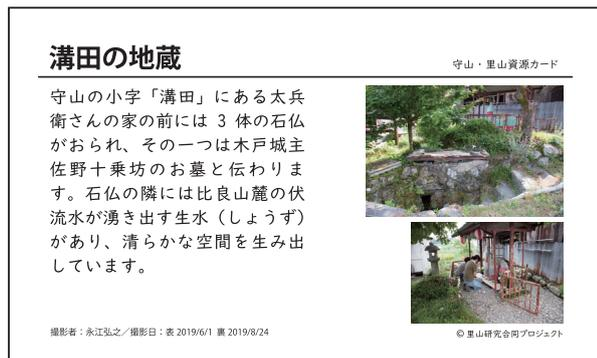 溝田の地蔵
守山・里山資源カード
守山の小字「溝田」にある太兵
衛さんの家の前には 3 体の石仏
がおられ、その一つは木戸城主
佐野十乗坊のお墓と伝わりま
す。石仏の隣には比良山麓の伏
流水が湧き出す生水（しょうず）
があり、清らかな空間を生み出
しています。
撮影者：永江弘之／撮影日：表 2019/6/1 裏 2019/8/24
© 里山研究合同プロジェクト